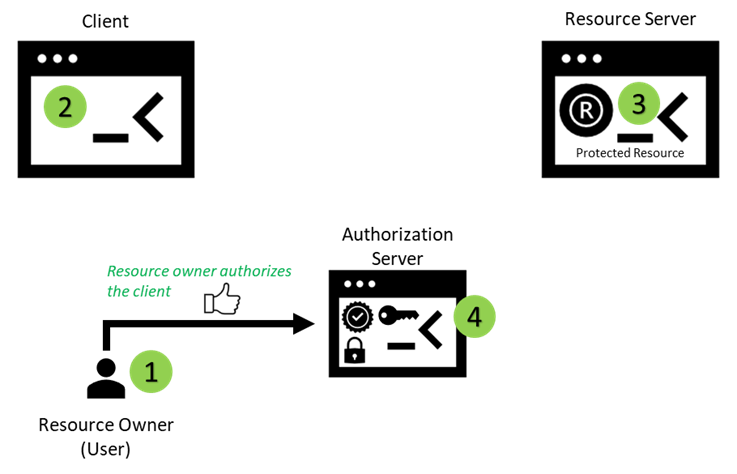 Client
Resource Server
2
® 3
Protected Resource
Authorization
Server
Resource owner authorizes
the client
4
1
Resource Owner
(User)